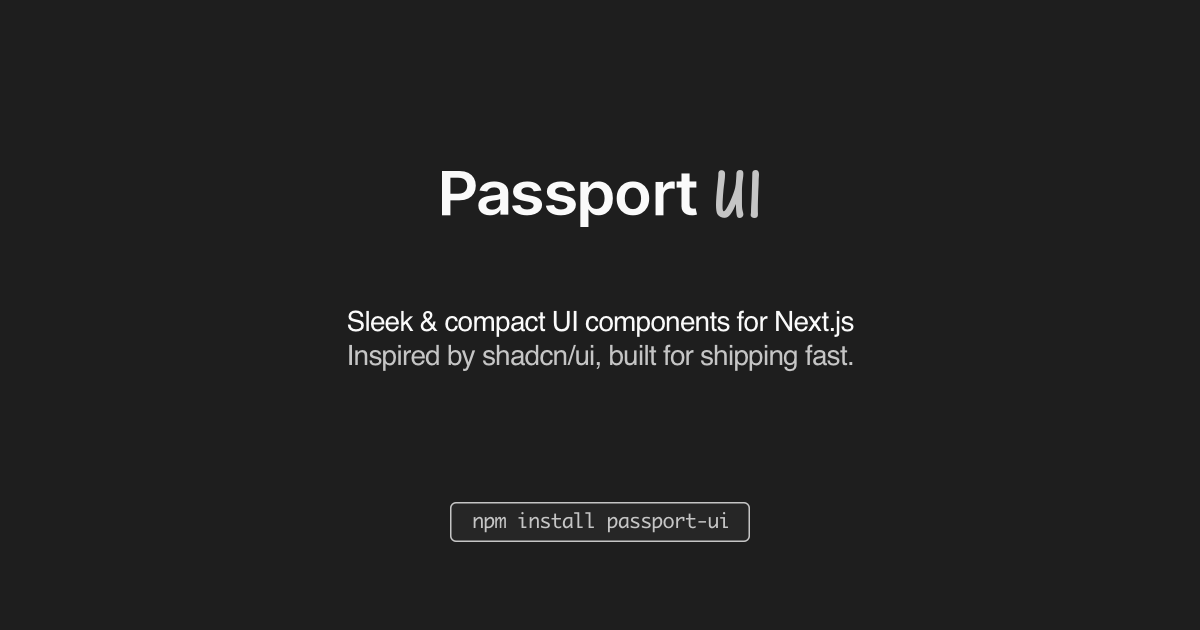 Passport UI
Sleek & compact UI components for Next.js
Inspired by shadcn/ui, built for shipping fast.
npm install passport-ui